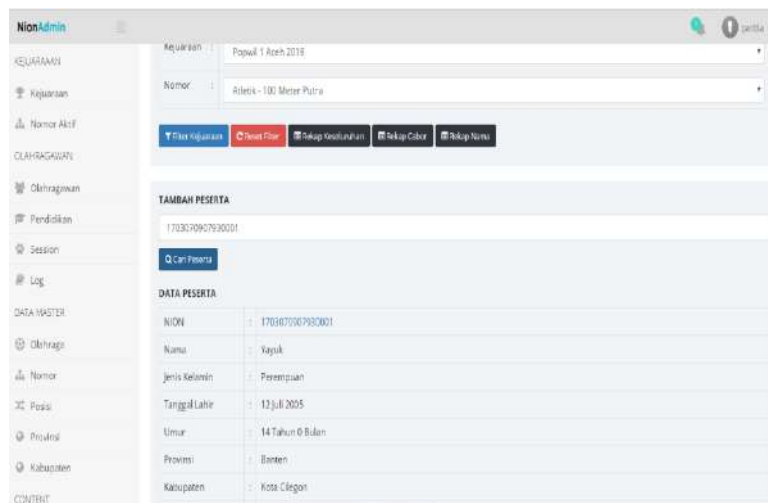 NionAdmin
panitia
KEJUARAAN
Kejuaraan
Nomor Aktif
OLAHRAGAWAN
Olahragawan
Pendidikan
Session
Log
DATA MASTER
Olahraga
Nomor
Posisi
Provinsi
Kabupaten
CONTENT
Kejuaraan : Popwil 1 Aceh 2019
Nomor : Atletik - 100 Meter Putra
Filter Kejuaraan Reset Filter Rekap Keseluruhan Rekap Cabor Rekap Nama
TAMBAH PESERTA
1703070907930001
Cari Peserta
DATA PESERTA
NION : 1703070907930001
Nama : Yayuk
Jenis Kelamin : Perempuan
Tanggal Lahir : 12 Juli 2005
Umur : 14 Tahun 0 Bulan
Provinsi : Banten
Kabupaten : Kota Cilegon